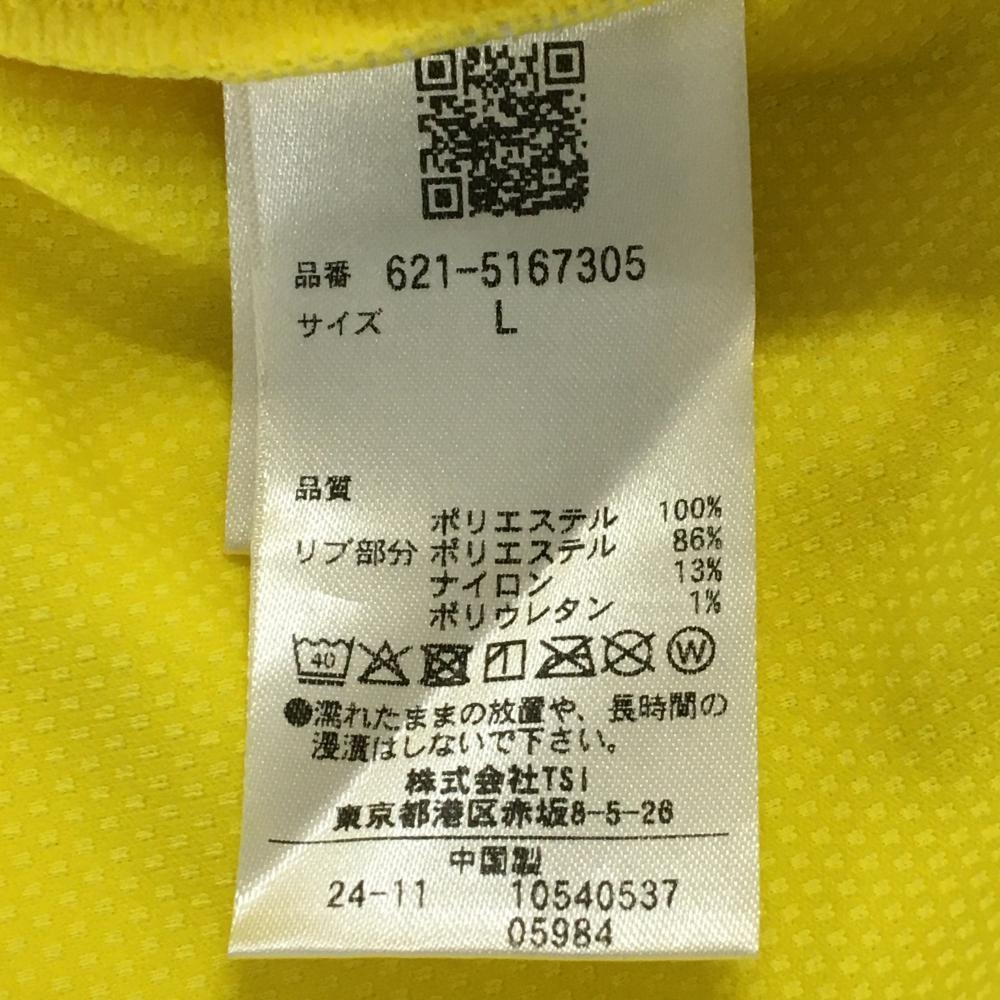 品番 621-5167305
サイズ L
品質
ポリエステル 100%
リブ部分 ポリエステル 86%
ナイロン 13%
ポリウレタン 1%
40 W
●濡れたままの放置や、長時間の
浸漬はしないで下さい。
株式会社TSI
東京都港区赤坂8-5-26
中国製
24-11 10540537
05984